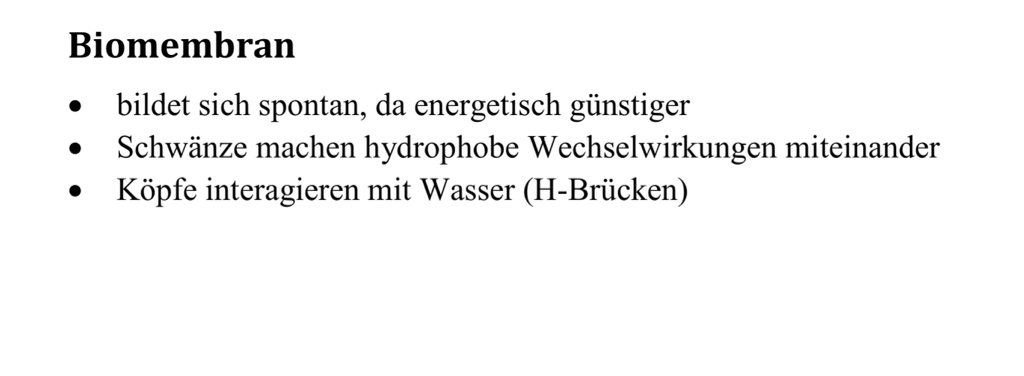 Biomembran
• bildet sich spontan, da energetisch günstiger
• Schwänze machen hydrophobe Wechselwirkungen miteinander
• Köpfe interagieren mit Wasser (H-Brücken)